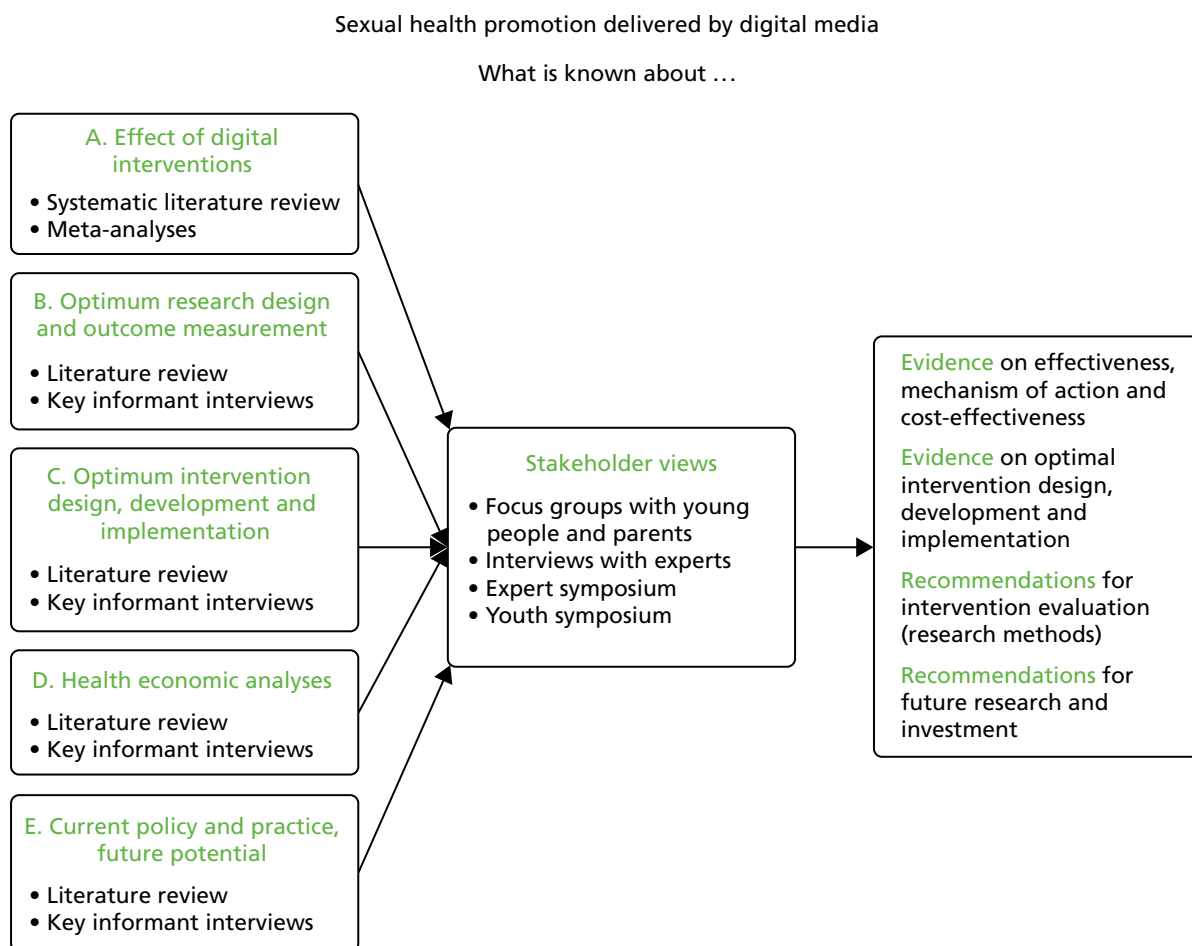 Sexual health promotion delivered by digital media
What is known about …
A. Effect of digital
interventions
• Systematic literature review
• Meta-analyses
B. Optimum research design
and outcome measurement
• Literature review
• Key informant interviews
C. Optimum intervention
design, development and
implementation
• Literature review
• Key informant interviews
D. Health economic analyses
• Literature review
• Key informant interviews
E. Current policy and practice,
future potential
• Literature review
• Key informant interviews
Stakeholder views
• Focus groups with young
people and parents
• Interviews with experts
• Expert symposium
• Youth symposium
Evidence on effectiveness,
mechanism of action and
cost-effectiveness
Evidence on optimal
intervention design,
development and
implementation
Recommendations for
intervention evaluation
(research methods)
Recommendations for
future research and
investment